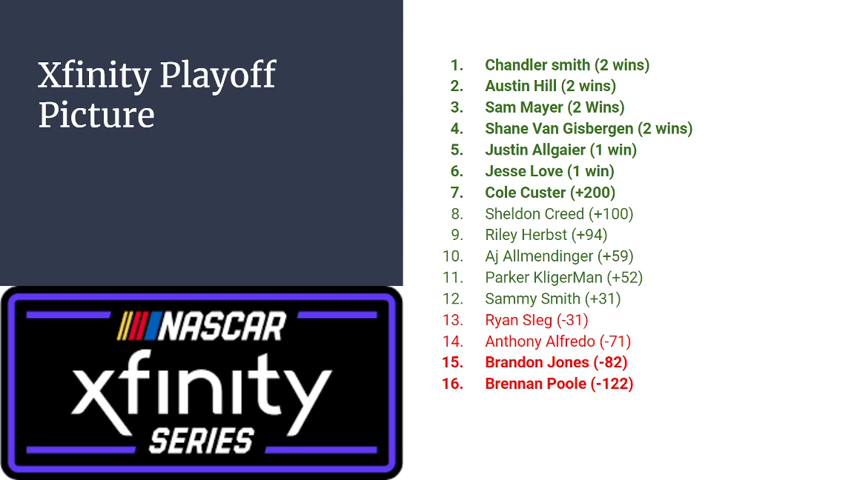 Xfinity Playoff
Picture
1. Chandler smith (2 wins)
2. Austin Hill (2 wins)
3. Sam Mayer (2 Wins)
4. Shane Van Gisbergen (2 wins)
5. Justin Allgaier (1 win)
6. Jesse Love (1 win)
7. Cole Custer (+200)
8. Sheldon Creed (+100)
9. Riley Herbst (+94)
10. Aj Allmendinger (+59)
11. Parker KligerMan (+52)
12. Sammy Smith (+31)
13. Ryan SIeg (-31)
14. Anthony Alfredo (-71)
15. Brandon Jones (-82)
16. Brennan Poole (-122)
NASCAR
xfinity
SERIES